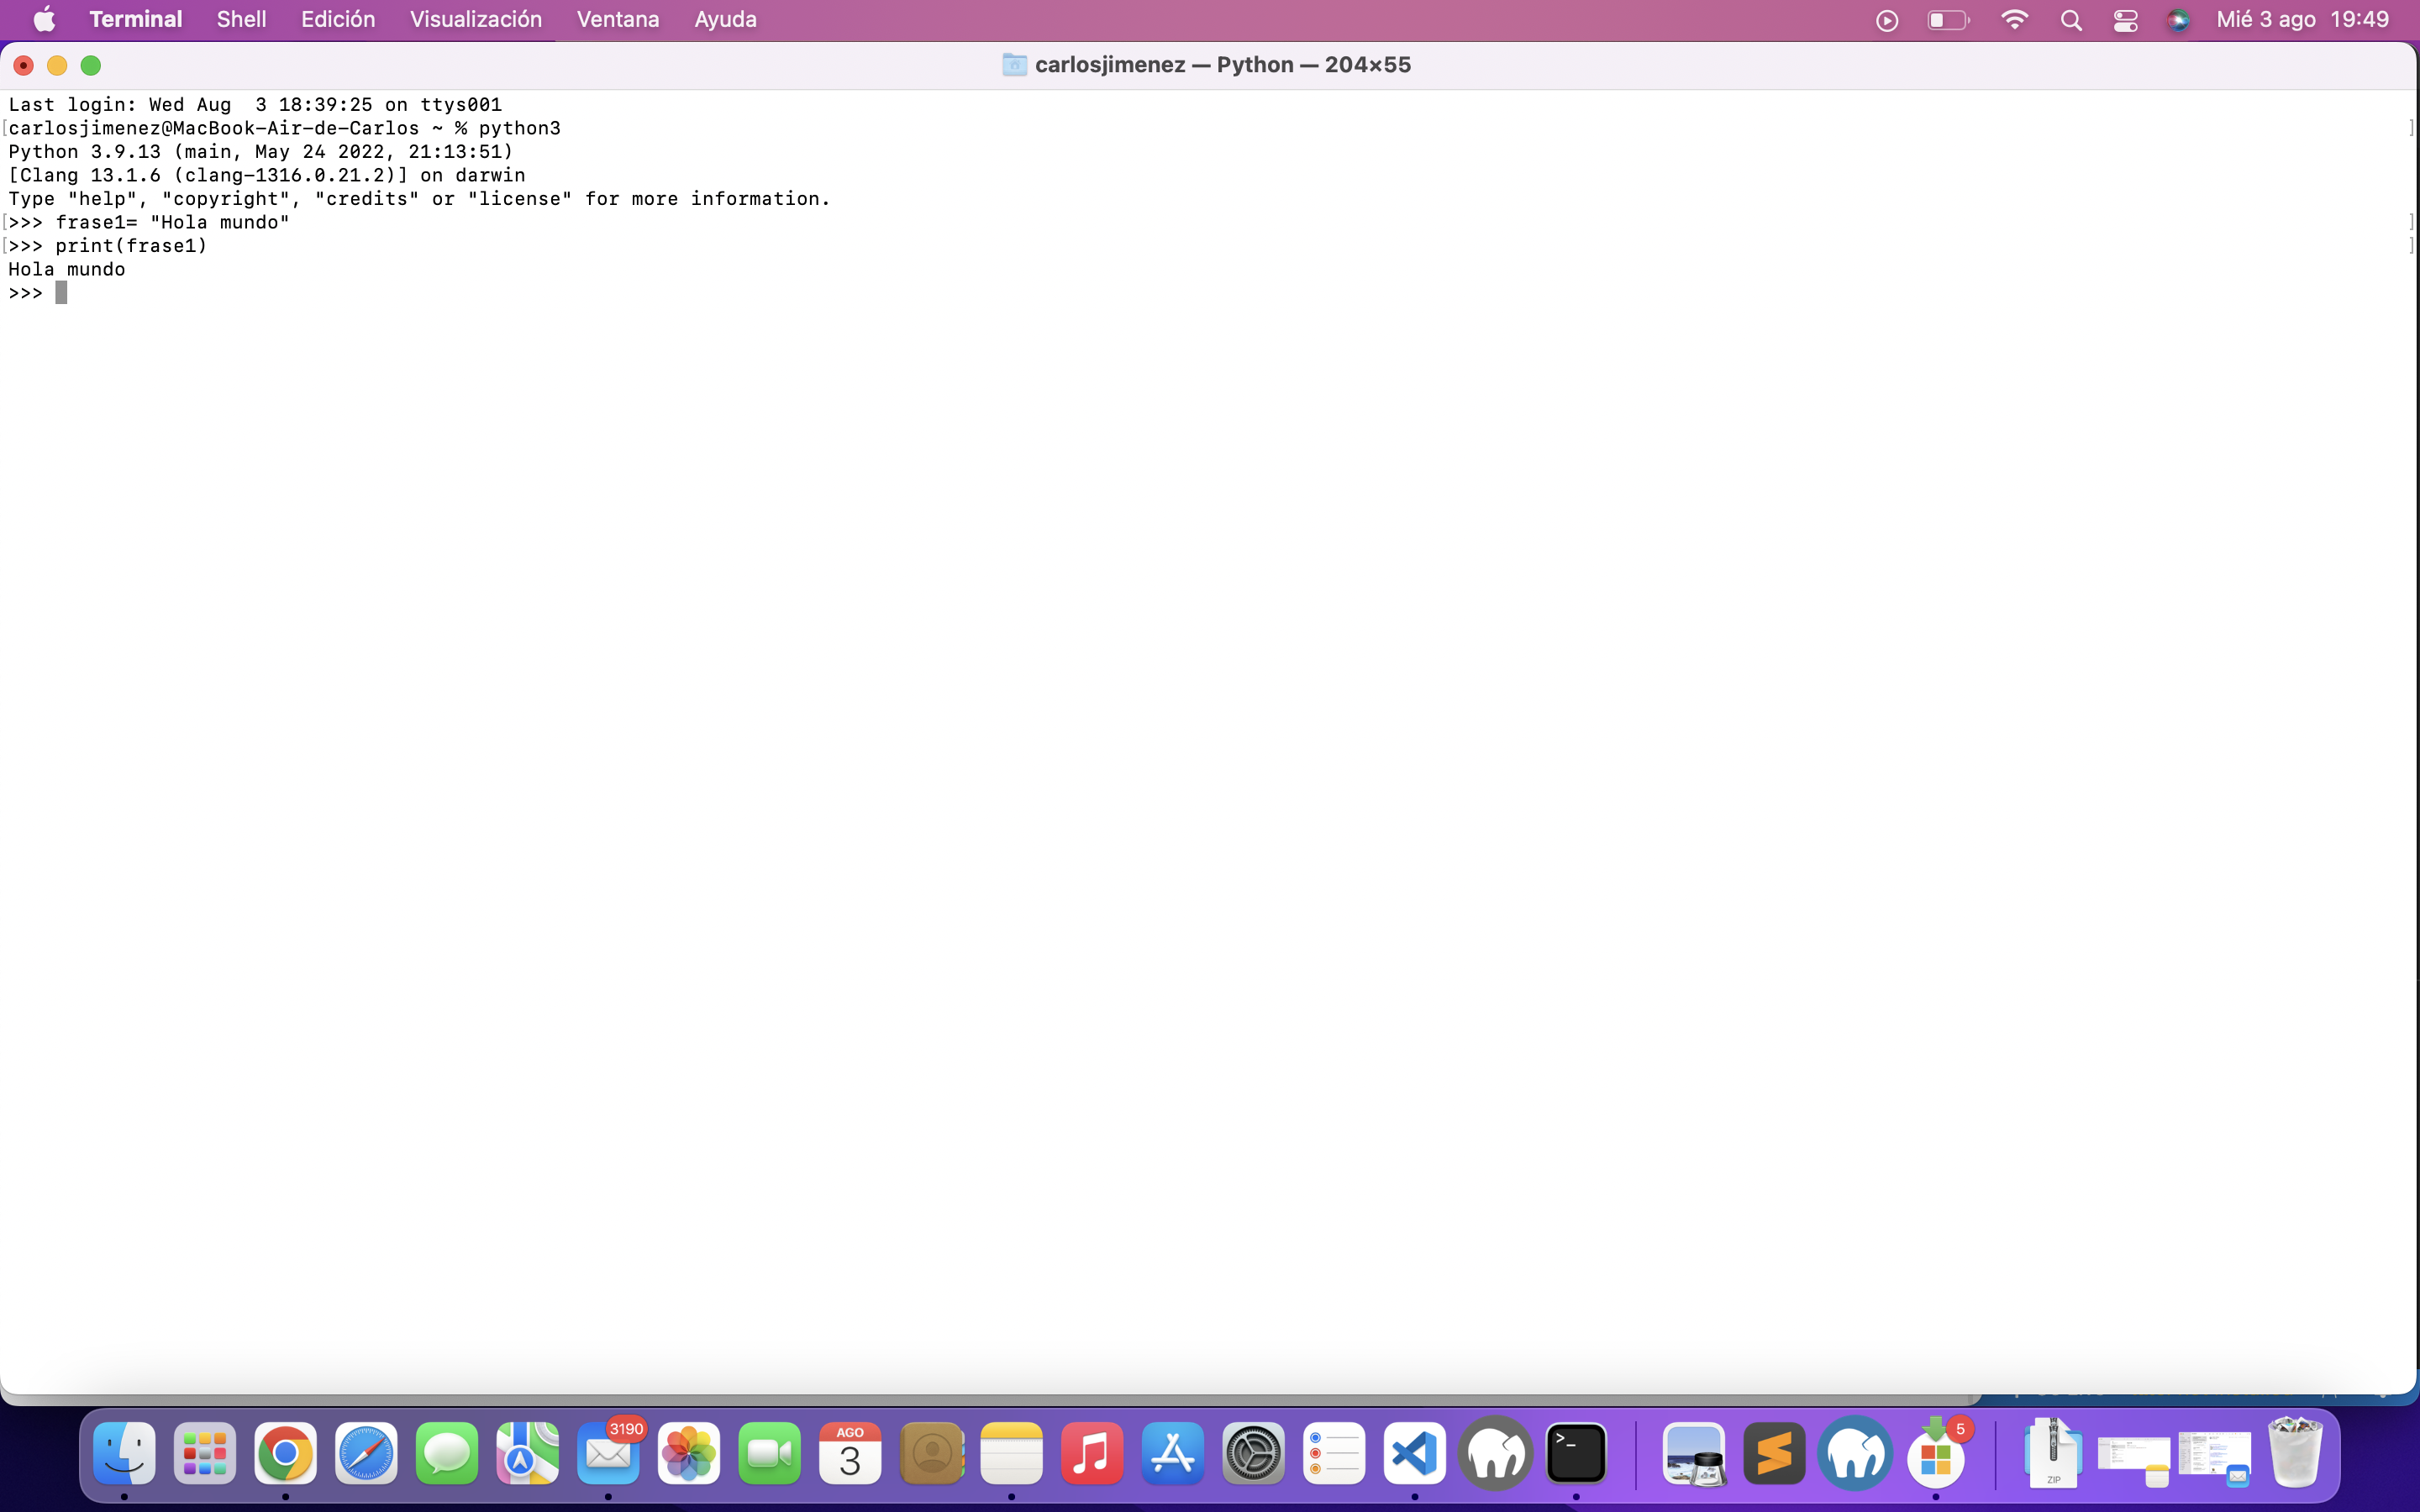 Terminal Shell Edición Visualización Ventana Ayuda Mié 3 ago 19:49
carlosjimenez — Python — 204×55
Last login: Wed Aug  3 18:39:25 on ttys001
[carlosjimenez@MacBook-Air-de-Carlos ~ % python3 ]
Python 3.9.13 (main, May 24 2022, 21:13:51)
[Clang 13.1.6 (clang-1316.0.21.2)] on darwin
Type "help", "copyright", "credits" or "license" for more information.
[>>> frase1= "Hola mundo" ]
[>>> print(frase1) ]
Hola mundo
>>>
3190
AGO
3
>_
5
ZIP